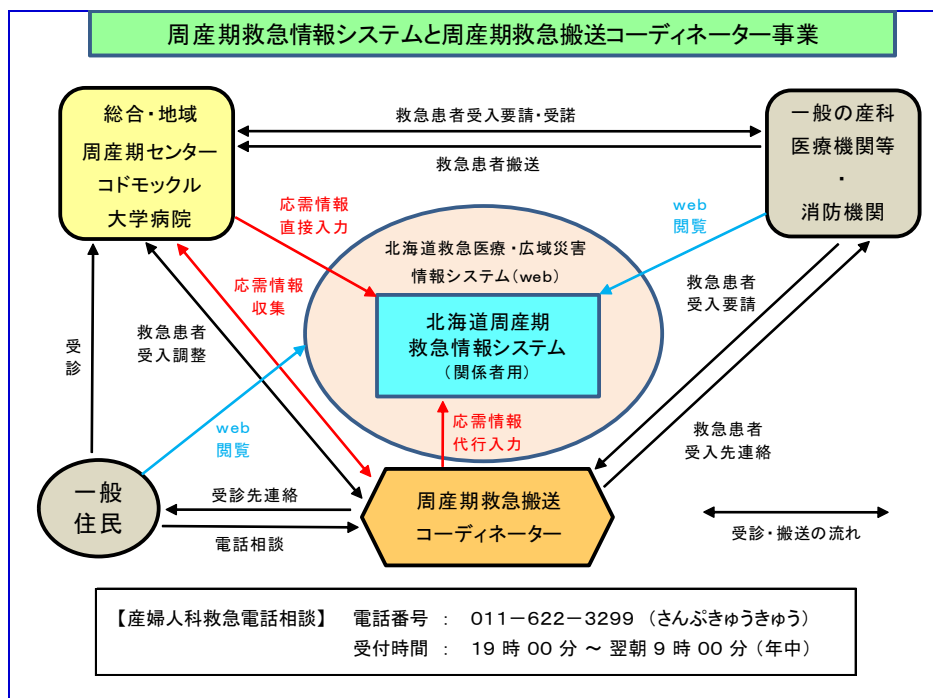 周産期救急情報システムと周産期救急搬送コーディネーター事業
総合・地域
周産期センター
コドモックル
大学病院
救急患者受入要請・受諾
救急患者搬送
一般の産科
医療機関等
・
消防機関
応需情報
直接入力
web
閲覧
北海道救急医療・広域災害
情報システム(web)
応需情報
収集
救急患者
受入要請
北海道周産期
救急情報システム
(関係者用)
受
診
救急患者
受入調整
web
閲覧
応需情報
代行入力
救急患者
受入先連絡
一般
住民
受診先連絡
電話相談
周産期救急搬送
コーディネーター
受診・搬送の流れ
【産婦人科救急電話相談】 電話番号 : 011-622-3299 (さんぷきゅうきゅう)
受付時間 : 19時00分 ~ 翌朝9時00分(年中)